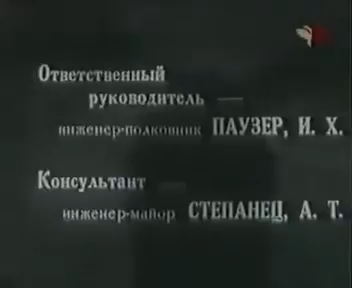 Ответственный
руководитель —
инженер-полковник ПАУЗЕР, И. Х.
Консультант —
инженер-майор СТЕПАНЕЦ, А. Т.